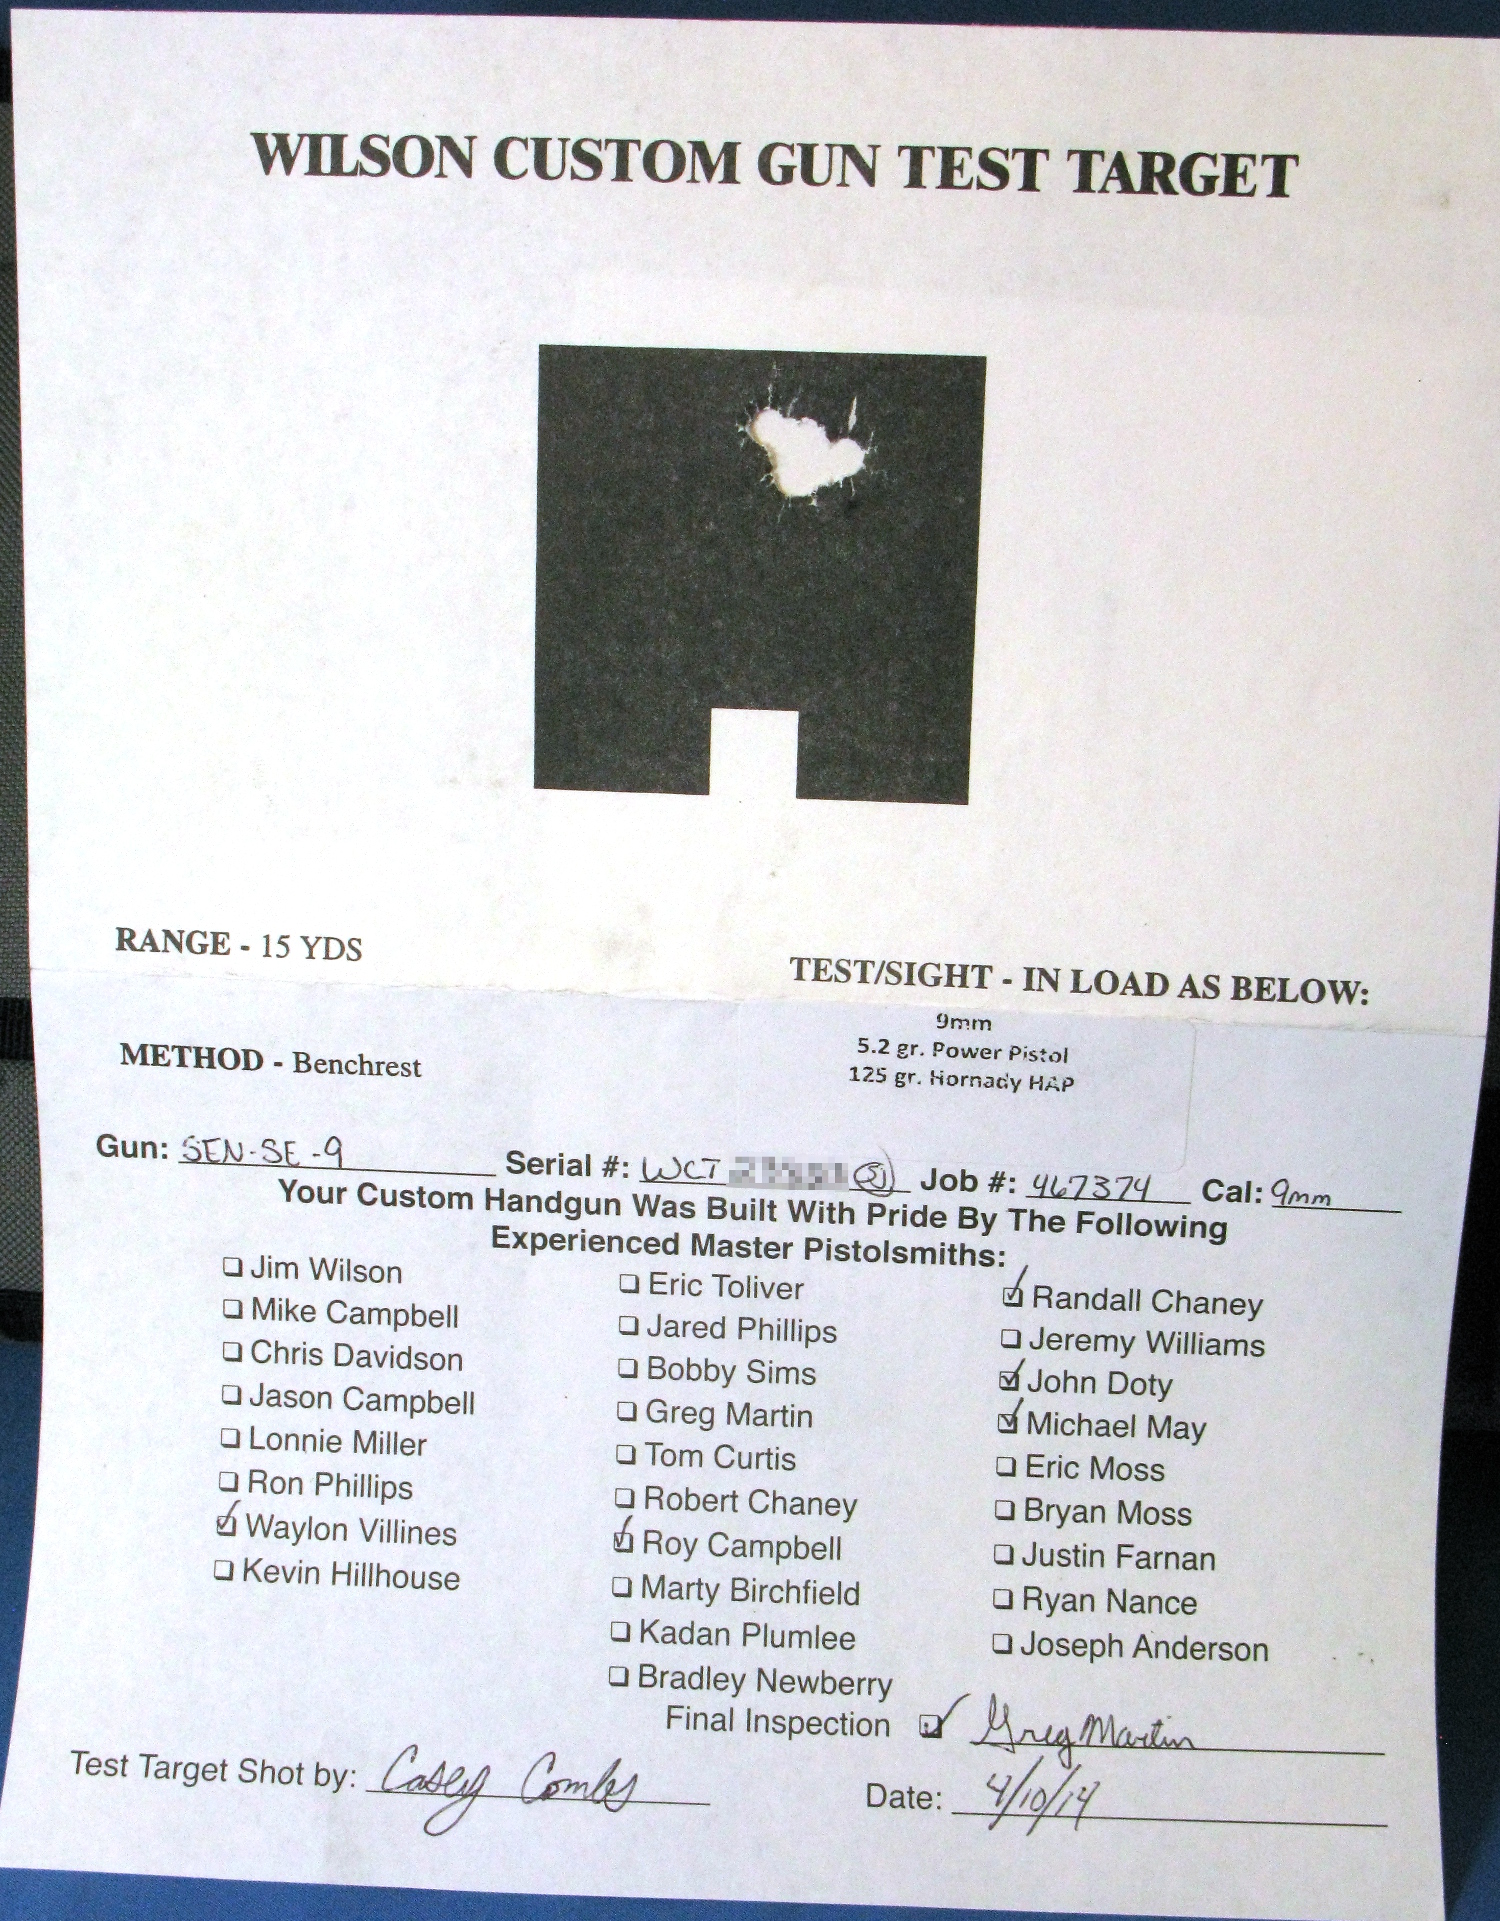 WILSON CUSTOM GUN TEST TARGET
RANGE - 15 YDS
TEST/SIGHT - IN LOAD AS BELOW:
9mm
5.2 gr. Power Pistol
125 gr. Hornady HAP
METHOD - Benchrest
Gun: SEN-SE-9 Serial #: WCT SJ Job #: 467374 Cal: 9mm
Your Custom Handgun Was Built With Pride By The Following
Experienced Master Pistolsmiths:
Jim Wilson
Mike Campbell
Chris Davidson
Jason Campbell
Lonnie Miller
Ron Phillips
Waylon Villines
Kevin Hillhouse
Eric Toliver
Jared Phillips
Bobby Sims
Greg Martin
Tom Curtis
Robert Chaney
Roy Campbell
Marty Birchfield
Kadan Plumlee
Bradley Newberry
Randall Chaney
Jeremy Williams
John Doty
Michael May
Eric Moss
Bryan Moss
Justin Farnan
Ryan Nance
Joseph Anderson
Final Inspection Greg Martin
Test Target Shot by: Casey Combs
Date: 4/10/14